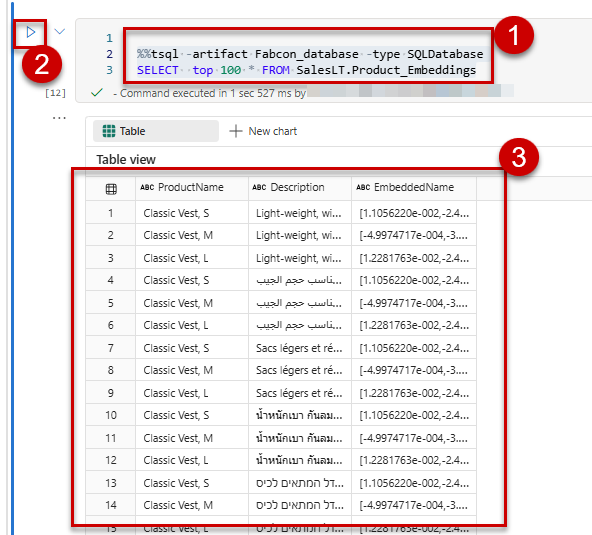 1
1
2 %%tsql -artifact Fabcon_database -type SQLDatabase
3 SELECT top 100 * FROM SalesLT.Product_Embeddings
2
[12] - Command executed in 1 sec 527 ms by
...
Table + New chart
Table view
3
ABC ProductName ABC Description ABC EmbeddedName
1 Classic Vest, S Light-weight, wi... [1.1056220e-002,-2.4...
2 Classic Vest, M Light-weight, wi... [-4.9974717e-004,-3....
3 Classic Vest, L Light-weight, wi... [1.2281763e-002,-2.4...
4 Classic Vest, S ناسب حجم الجيب... [1.1056220e-002,-2.4...
5 Classic Vest, M ناسب حجم الجيب... [-4.9974717e-004,-3....
6 Classic Vest, L ناسب حجم الجيب... [1.2281763e-002,-2.4...
7 Classic Vest, S Sacs légers et ré... [1.1056220e-002,-2.4...
8 Classic Vest, M Sacs légers et ré... [-4.9974717e-004,-3....
9 Classic Vest, L Sacs légers et ré... [1.2281763e-002,-2.4...
10 Classic Vest, S น้ำหนักเบา กันลม... [1.1056220e-002,-2.4...
11 Classic Vest, M น้ำหนักเบา กันลม... [-4.9974717e-004,-3....
12 Classic Vest, L น้ำหนักเบา กันลม... [1.2281763e-002,-2.4...
13 Classic Vest, S דל המתאים לכיס... [1.1056220e-002,-2.4...
14 Classic Vest, M דל המתאים לכיס... [-4.9974717e-004,-3....
15 Classic Vest, L דל המתאים לכיס... [1.2281763e-002,-2.4...